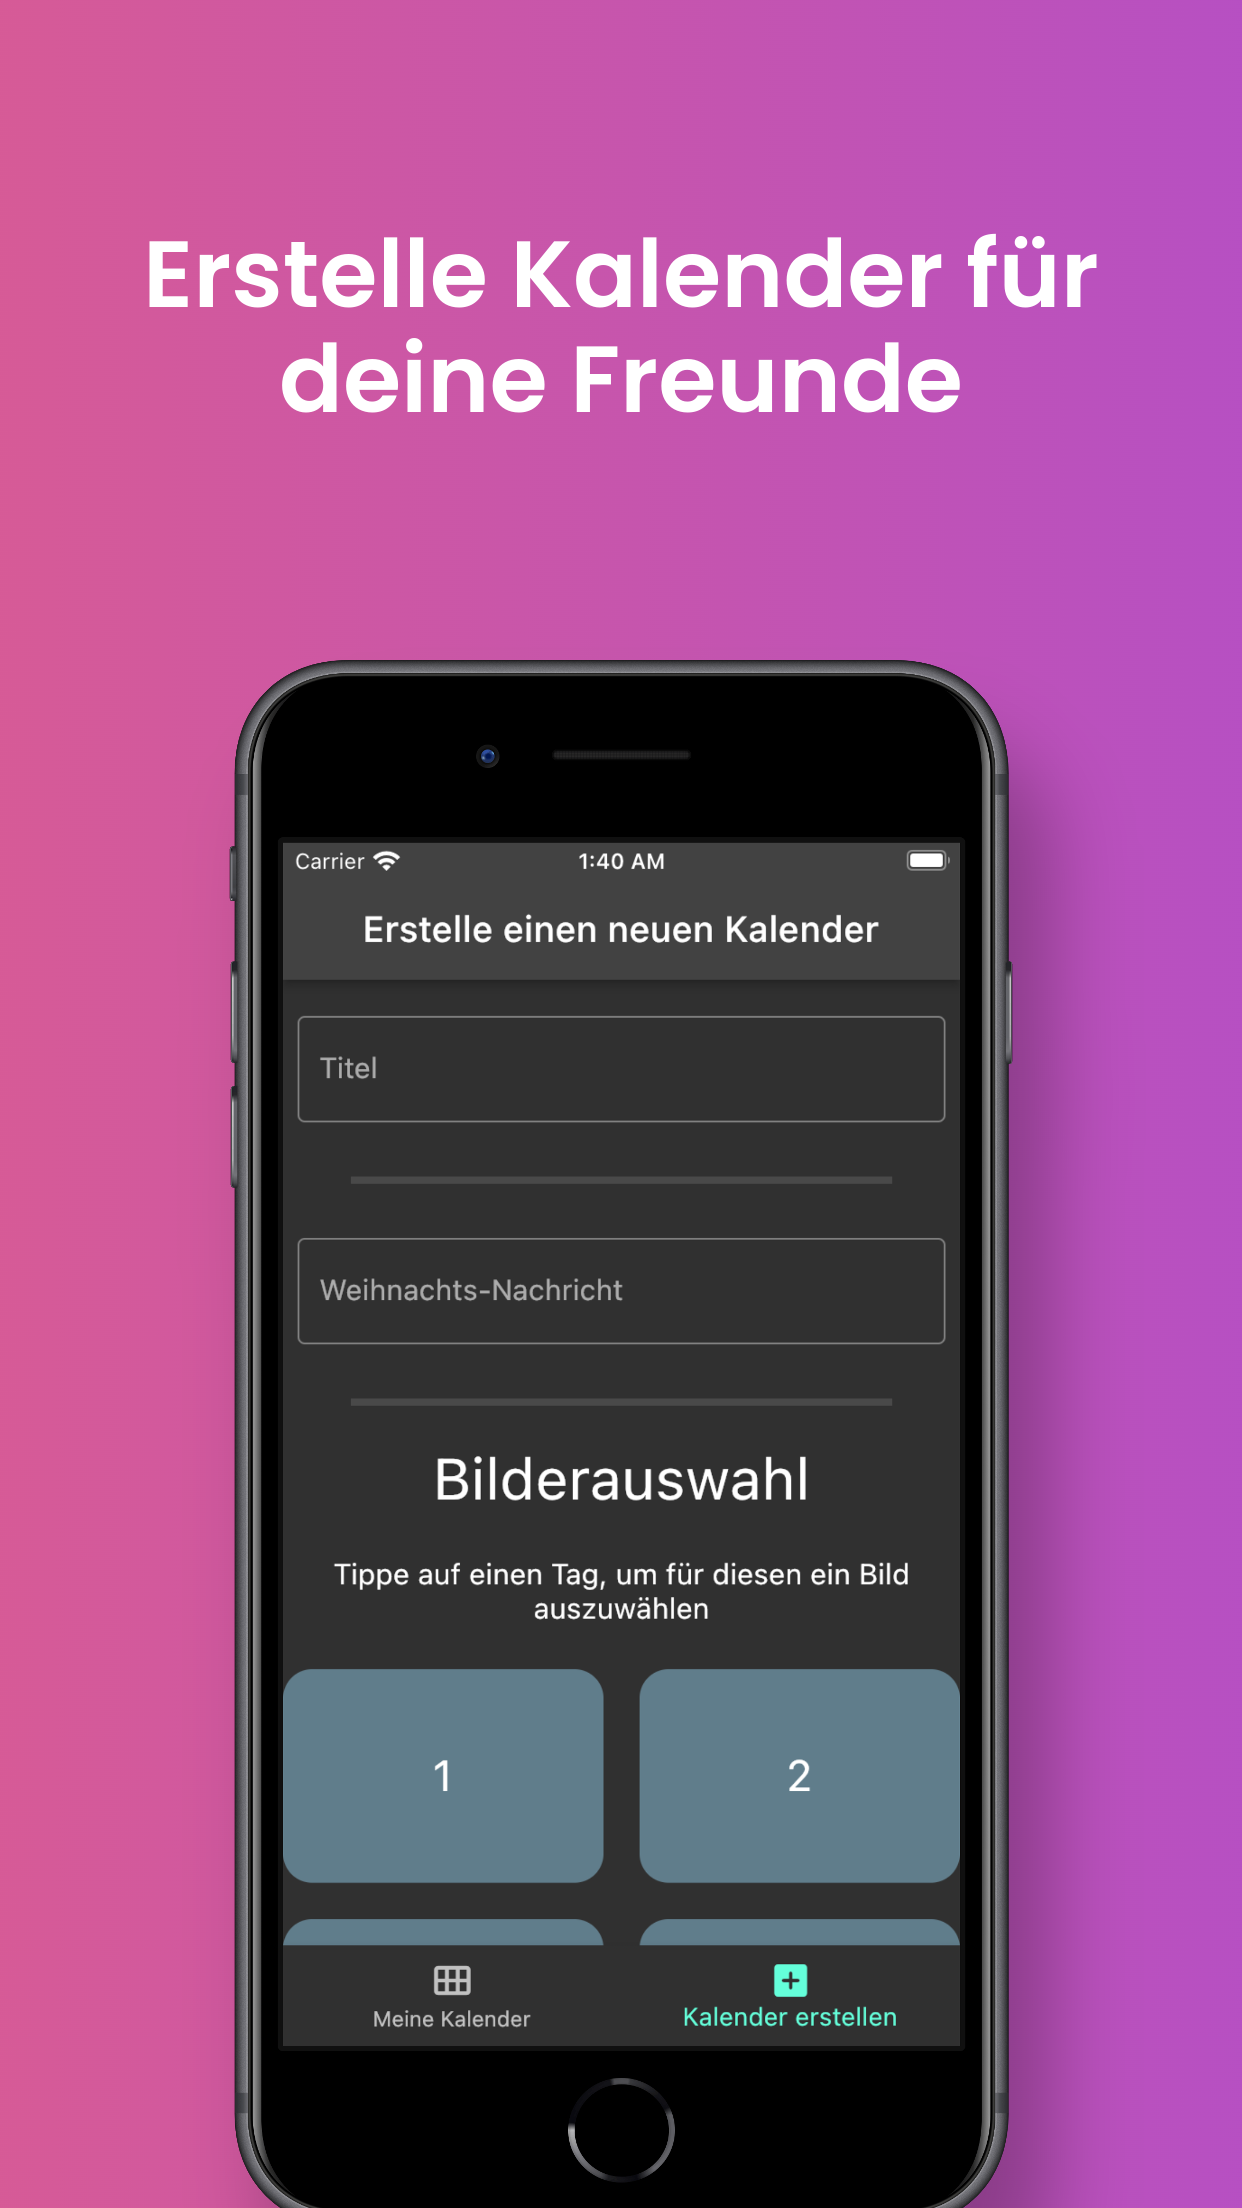 Erstelle Kalender für
deine Freunde
Carrier
1:40 AM
Erstelle einen neuen Kalender
Titel
Weihnachts-Nachricht
Bilderauswahl
Tippe auf einen Tag, um für diesen ein Bild
auszuwählen
1
2
Meine Kalender
Kalender erstellen